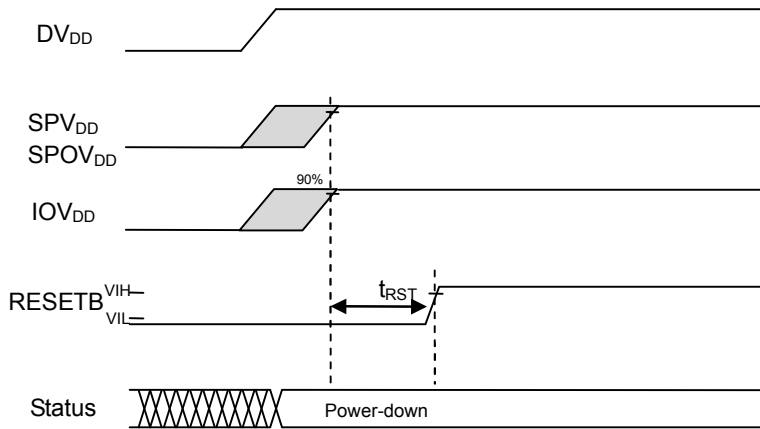 DVDD
SPVDD
SPOVDD
90%
IOVDD
RESETB VIH
VIL
tRST
Status
Power-down